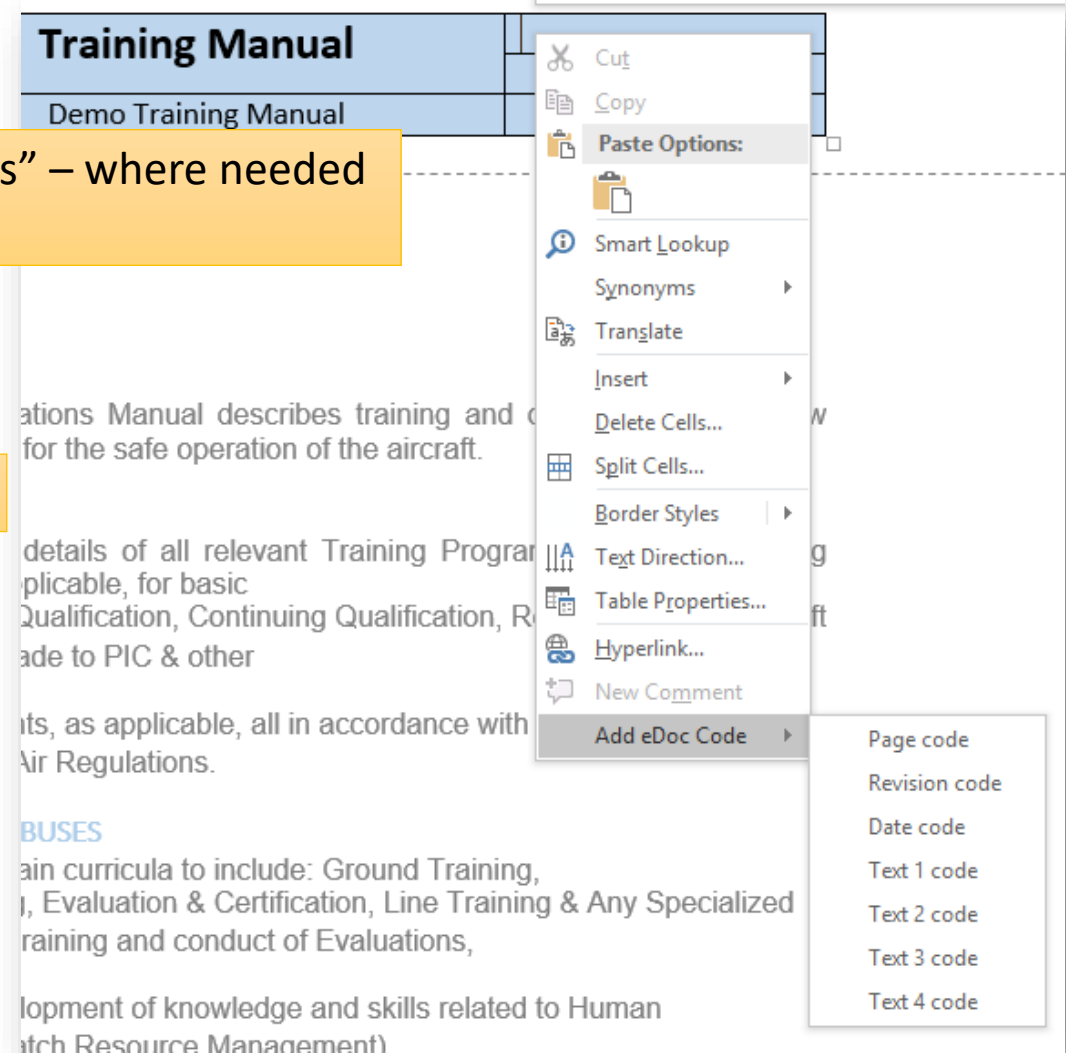 Training Manual
Demo Training Manual
s” – where needed
Cut
Copy
Paste Options:
Smart Lookup
Synonyms
Translate
Insert
Delete Cells...
Split Cells...
Border Styles
Text Direction...
Table Properties...
Hyperlink...
New Comment
Add eDoc Code
Page code
Revision code
Date code
Text 1 code
Text 2 code
Text 3 code
Text 4 code
ations Manual describes training and
for the safe operation of the aircraft.
details of all relevant Training
plicable, for basic
Qualification, Continuing Qualification,
ade to PIC & other
nts, as applicable, all in accordance with
Air Regulations.
BUSES
ain curricula to include: Ground Training,
g, Evaluation & Certification, Line Training & Any Specialized
raining and conduct of Evaluations,
lopment of knowledge and skills related to Human
atch Resource Management)